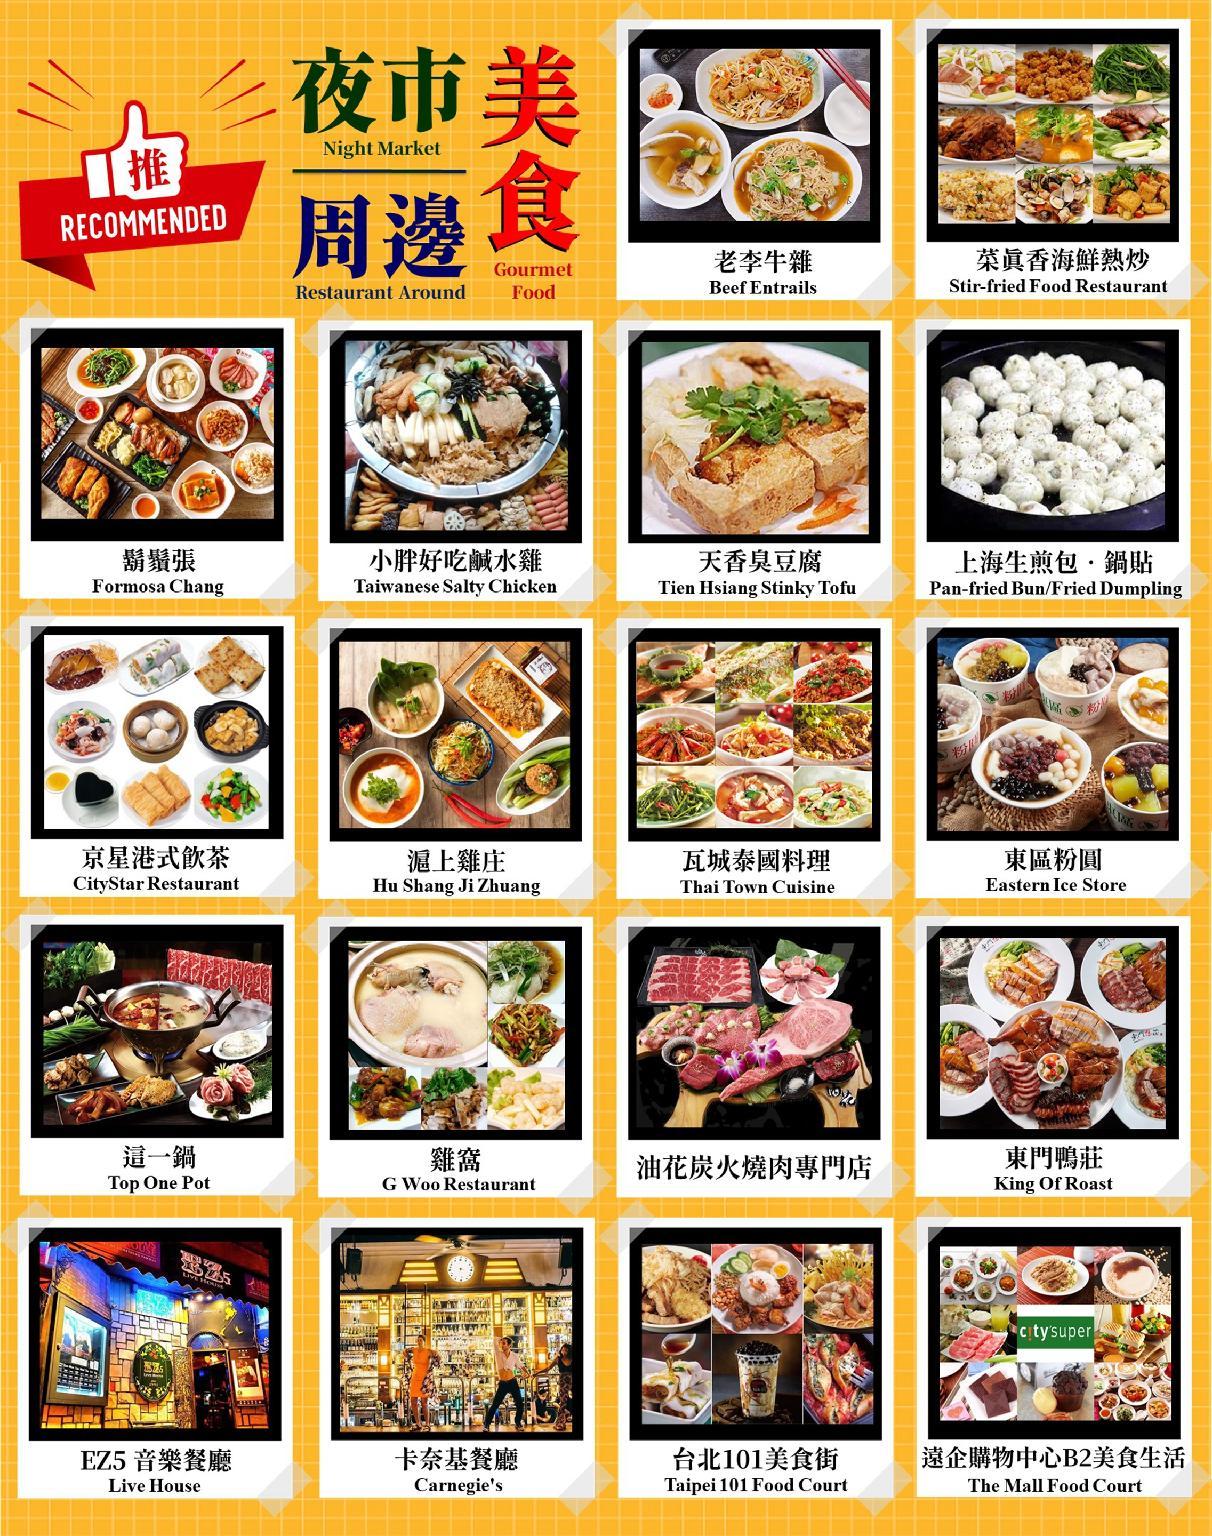 推
RECOMMENDED
夜市
Night Market
周邊
Restaurant Around
美食
Gourmet
Food
老李牛雜
Beef Entrails
菜真香海鮮熱炒
Stir-fried Food Restaurant
鬍鬚張
Formosa Chang
小胖好吃鹹水雞
Taiwanese Salty Chicken
天香臭豆腐
Tien Hsiang Stinky Tofu
上海生煎包·鍋貼
Pan-fried Bun/Fried Dumpling
京星港式飲茶
CityStar Restaurant
滬上雞庄
Hu Shang Ji Zhuang
瓦城泰國料理
Thai Town Cuisine
東區粉圓
Eastern Ice Store
這一鍋
Top One Pot
雞窩
G Woo Restaurant
油花炭火燒肉專門店
東門鴨莊
King Of Roast
EZ5
LIVE HOUSE
EZ5
LIVE HOUSE
EZ5 音樂餐廳
Live House
卡奈基餐廳
Carnegie's
台北101美食街
Taipei 101 Food Court
city'super
遠企購物中心B2美食生活
The Mall Food Court